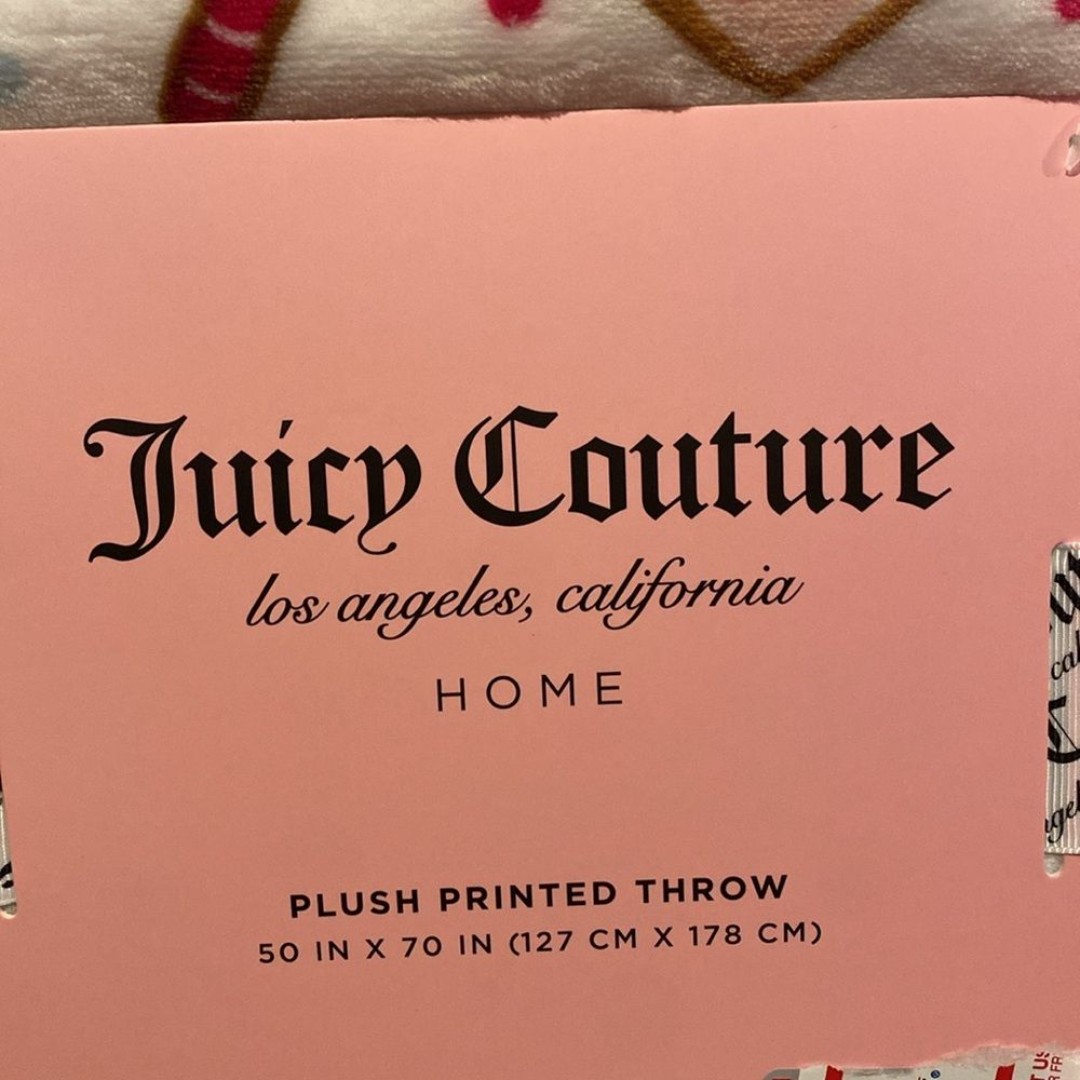 Juicy Couture
los angeles, california
HOME
PLUSH PRINTED THROW
50 IN X 70 IN (127 CM X 178 CM)